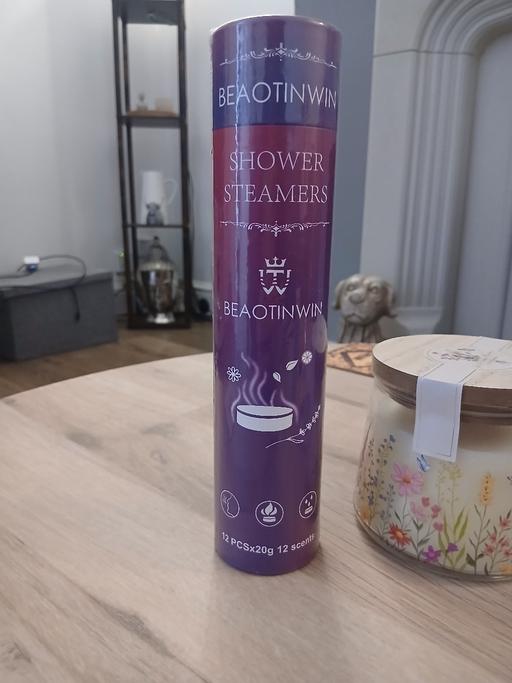 BEAOTINWIN
SHOWER
STEAMERS
BEAOTINWIN
12 PCSx20g 12 scents